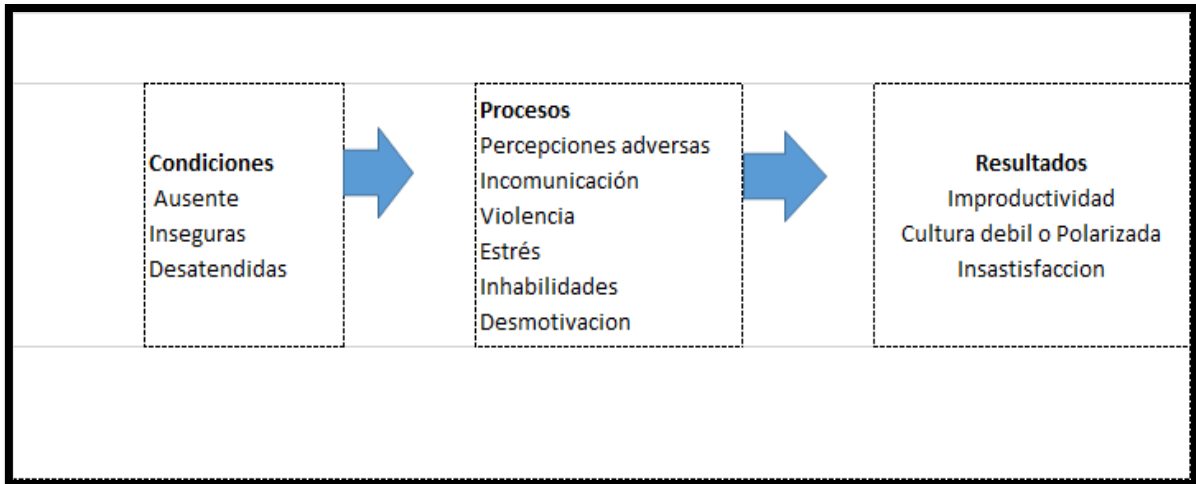 Condiciones
Ausente
Inseguras
Desatendidas
Procesos
Percepciones adversas
Incomunicación
Violencia
Estrés
Inhabilidades
Desmotivacion
Resultados
Improductividad
Cultura debil o Polarizada
Insastisfaccion